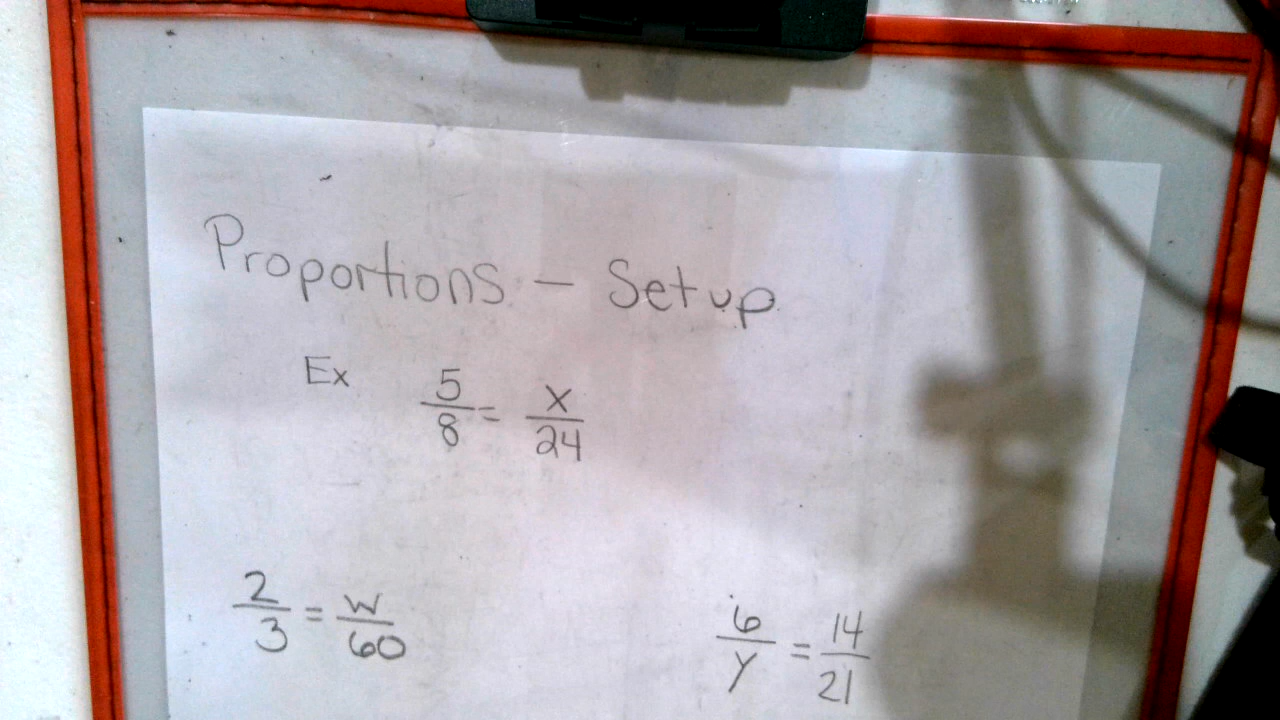 Proportions - Setup
Ex 5/8 = x/24
2/3 = w/60
6/y = 14/21